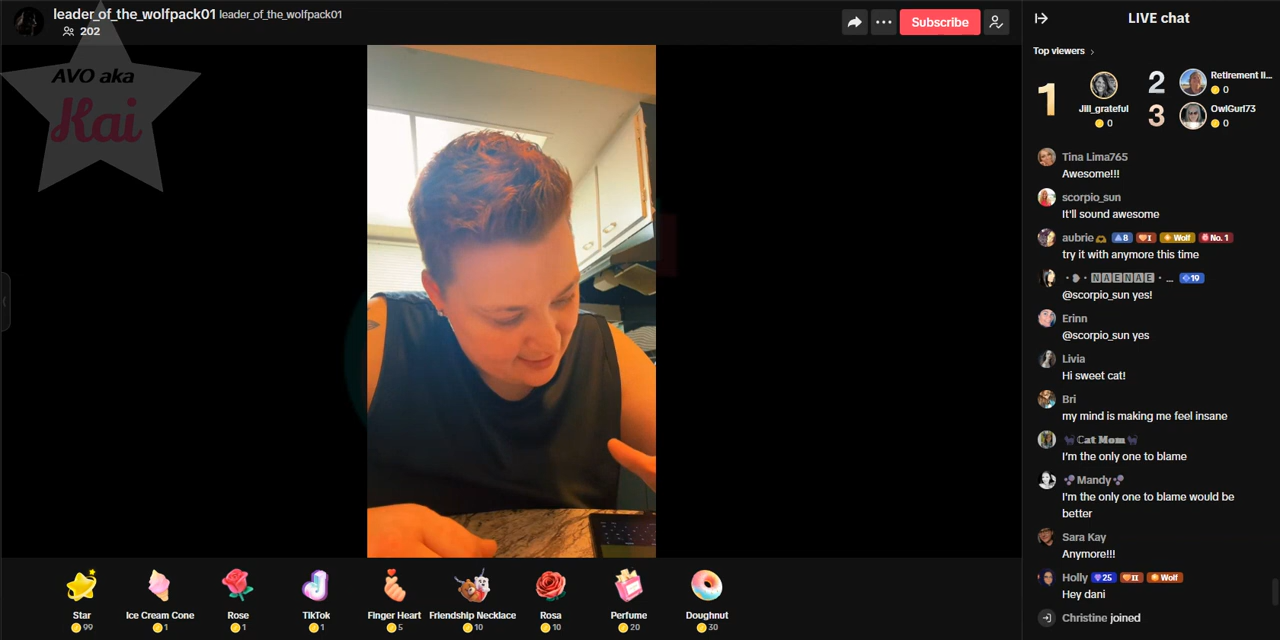 leader_of_the_wolfpack01 leader_of_the_wolfpack01
202
Subscribe
AVO aka
Kai
LIVE chat
Top viewers
1
Jill_grateful
0
2
Retirement li...
0
3
OwlGurl73
0
Tina Lima765
Awesome!!!
scorpio_sun
It'll sound awesome
aubrie 8 I Wolf No. 1
try it with anymore this time
NAENAE · ... 19
@scorpio_sun yes!
Erinn
@scorpio_sun yes
Livia
Hi sweet cat!
Bri
my mind is making me feel insane
Cat Mom
I'm the only one to blame
Mandy
I'm the only one to blame would be
better
Sara Kay
Anymore!!!
Holly 25 II Wolf
Hey dani
Christine joined
Star
99
Ice Cream Cone
1
Rose
1
TikTok
1
Finger Heart
5
Friendship Necklace
10
Rosa
10
Perfume
20
Doughnut
30